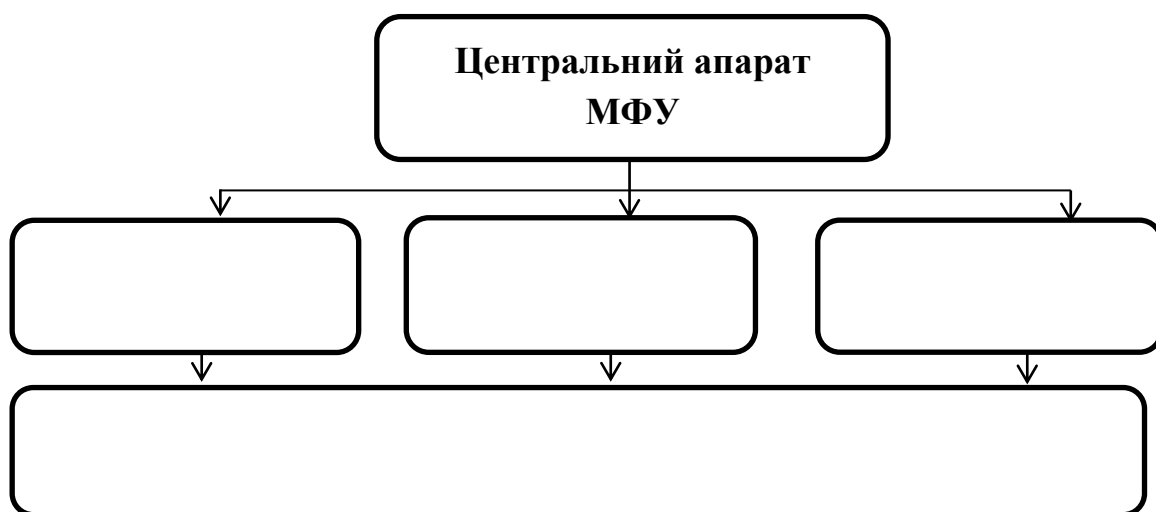 Центральний апарат
МФУ